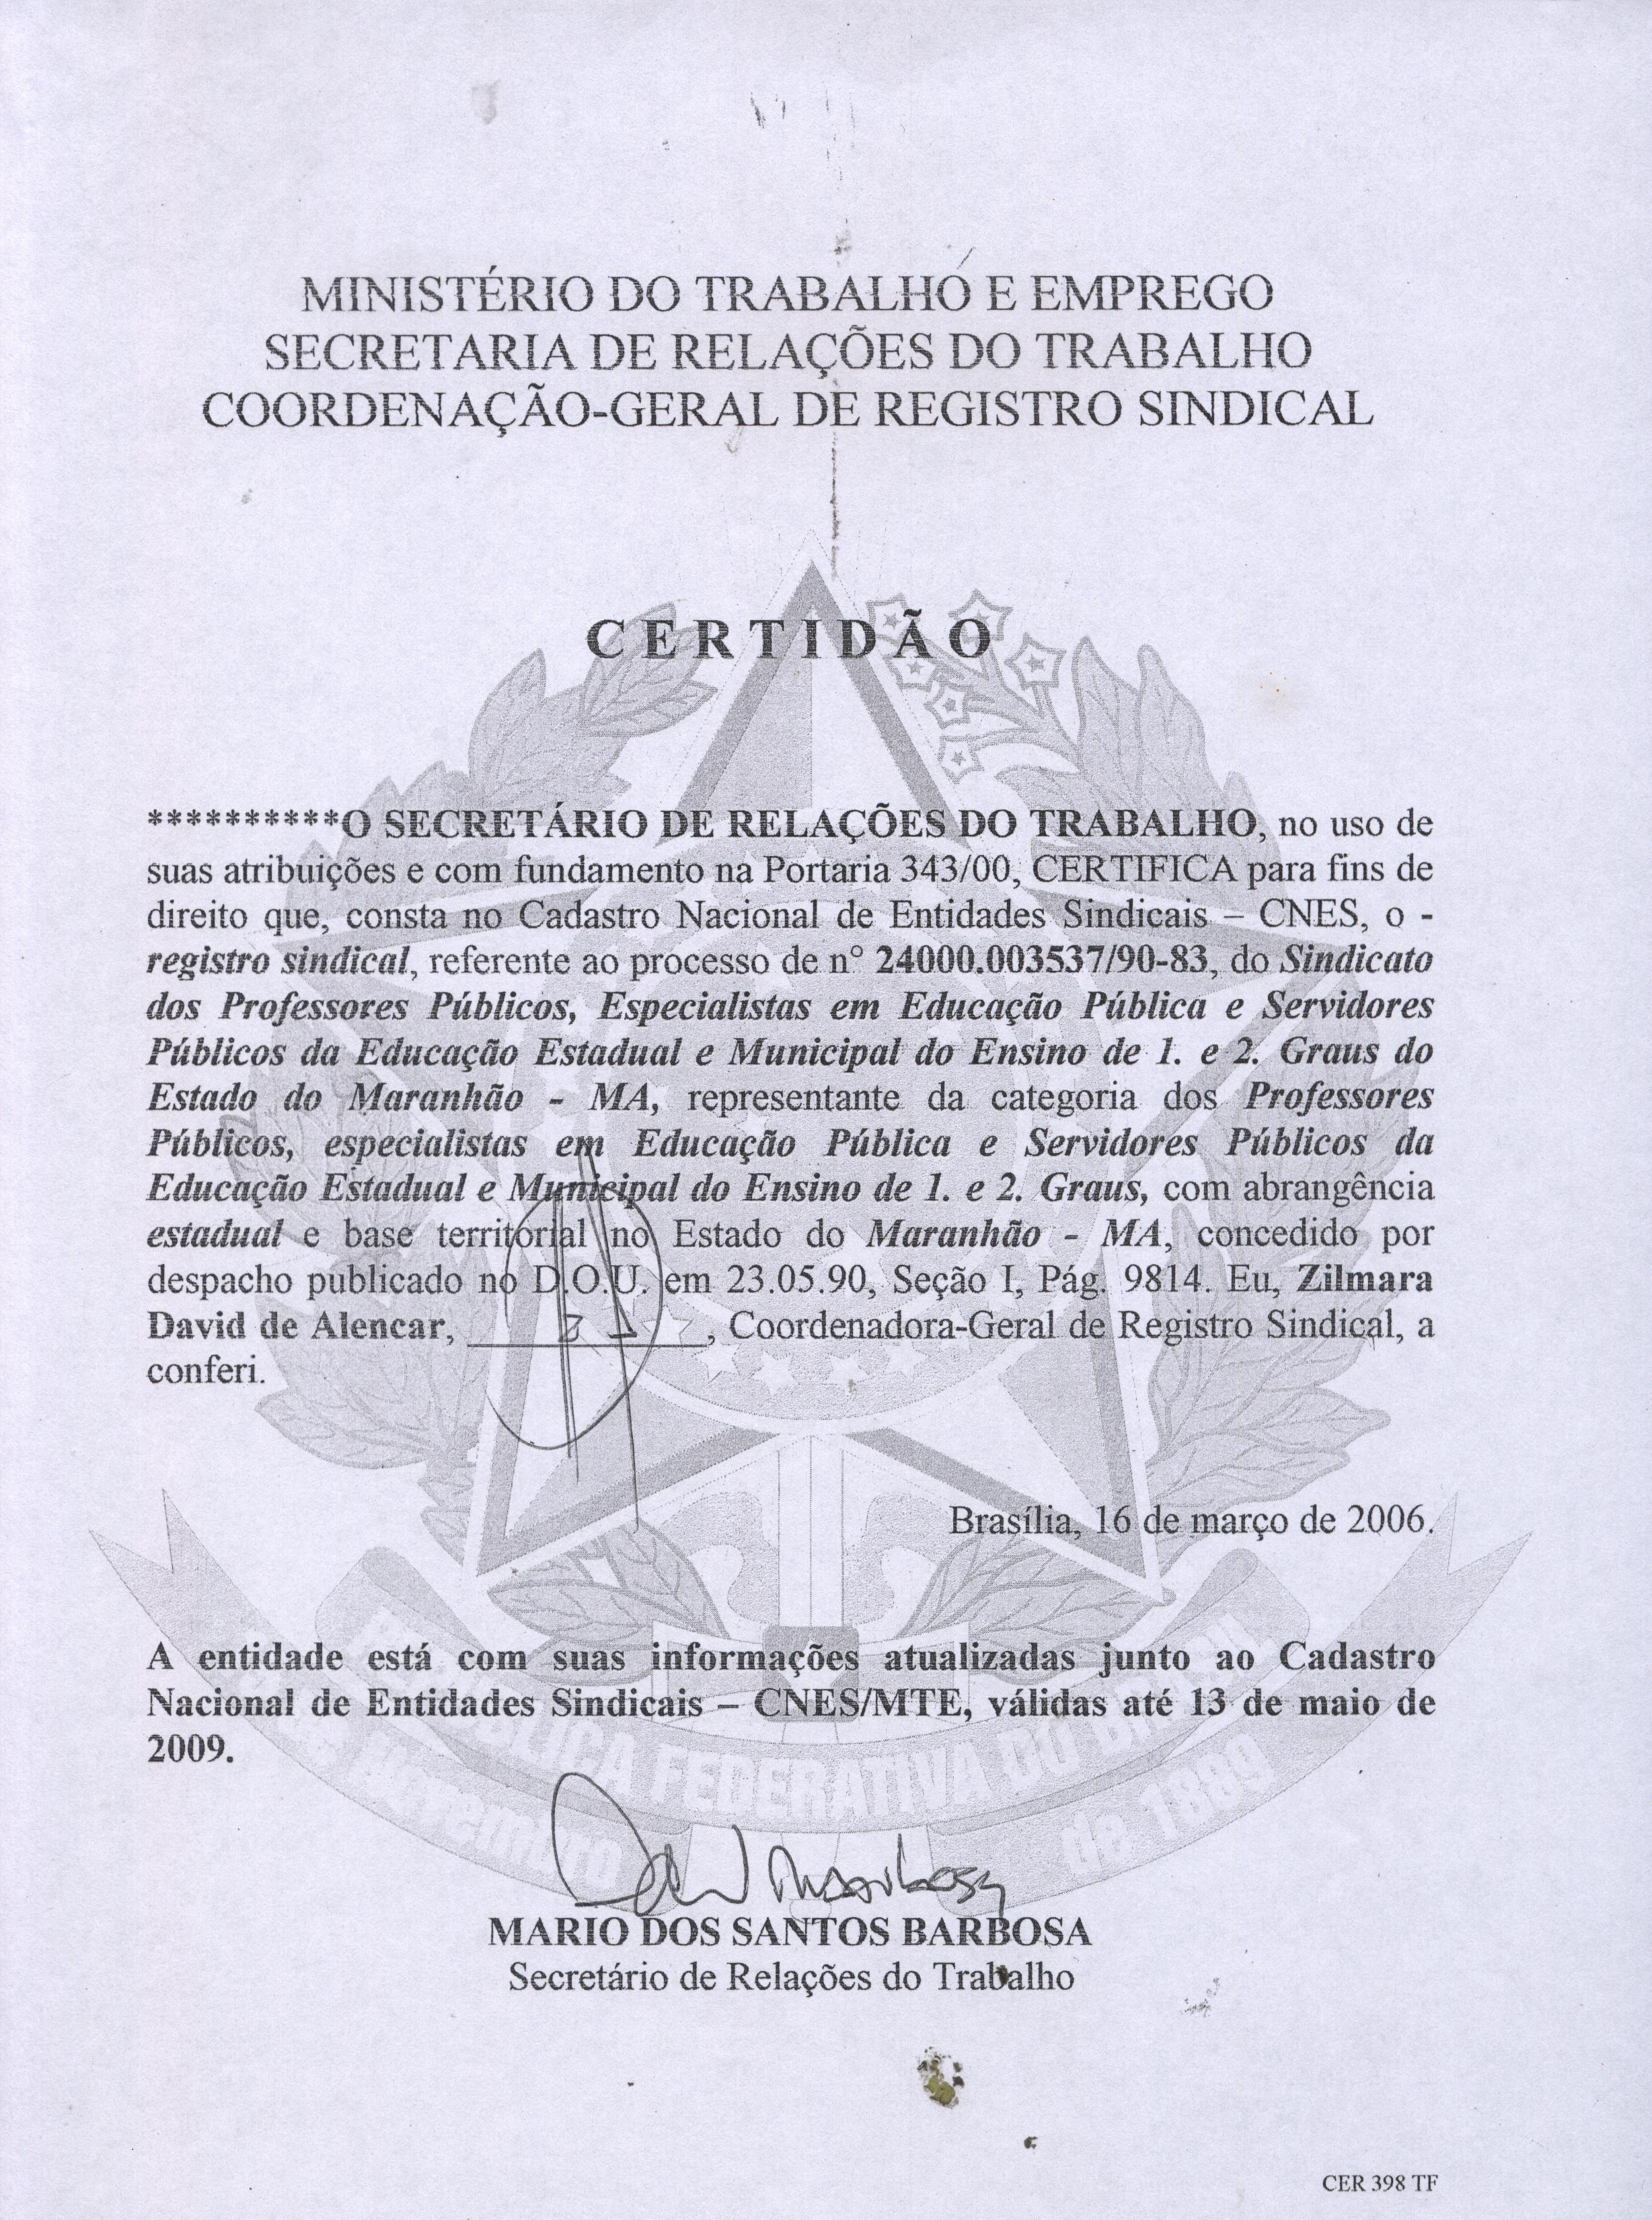 MINISTÉRIO DO TRABALHO E EMPREGO
SECRETARIA DE RELAÇÕES DO TRABALHO
COORDENAÇÃO-GERAL DE REGISTRO SINDICAL
C E R T I D Ã O
**********O SECRETÁRIO DE RELAÇÕES DO TRABALHO, no uso de
suas atribuições e com fundamento na Portaria 343/00, CERTIFICA para fins de
direito que, consta no Cadastro Nacional de Entidades Sindicais – CNES, o -
registro sindical, referente ao processo de n° 24000.003537/90-83, do Sindicato
dos Professores Públicos, Especialistas em Educação Pública e Servidores
Públicos da Educação Estadual e Municipal do Ensino de 1. e 2. Graus do
Estado do Maranhão - MA, representante da categoria dos Professores
Públicos, especialistas em Educação Pública e Servidores Públicos da
Educação Estadual e Municipal do Ensino de 1. e 2. Graus, com abrangência
estadual e base territorial no Estado do Maranhão - MA, concedido por
despacho publicado no D.O.U. em 23.05.90, Seção I, Pág. 9814. Eu, Zilmara
David de Alencar, ____________, Coordenadora-Geral de Registro Sindical, a
conferi.
Brasília, 16 de março de 2006.
A entidade está com suas informações atualizadas junto ao Cadastro
Nacional de Entidades Sindicais – CNES/MTE, válidas até 13 de maio de
2009.
REPÚBLICA FEDERATIVA DO BRASIL
de Novembro de 1889
MARIO DOS SANTOS BARBOSA
Secretário de Relações do Trabalho
CER 398 TF